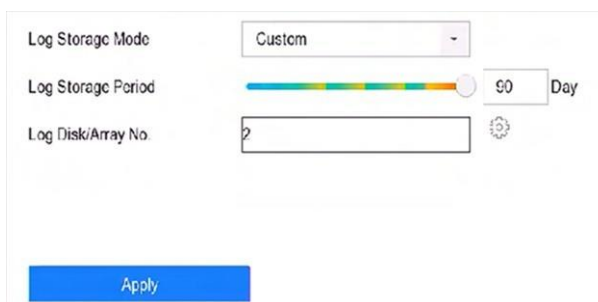 Log Storage Mode Custom
Log Storage Period 90 Day
Log Disk/Array No. 2
Apply